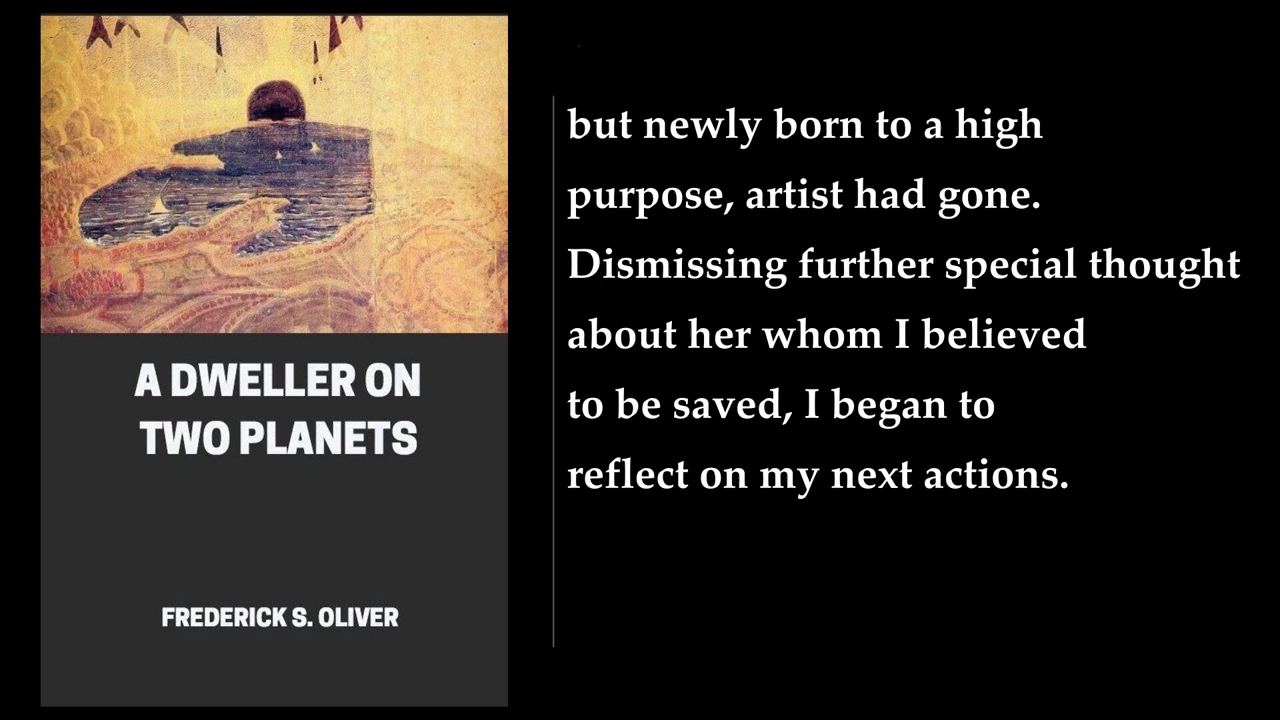 A DWELLER ON
TWO PLANETS
FREDERICK S. OLIVER
but newly born to a high
purpose, artist had gone.
Dismissing further special thought
about her whom I believed
to be saved, I began to
reflect on my next actions.